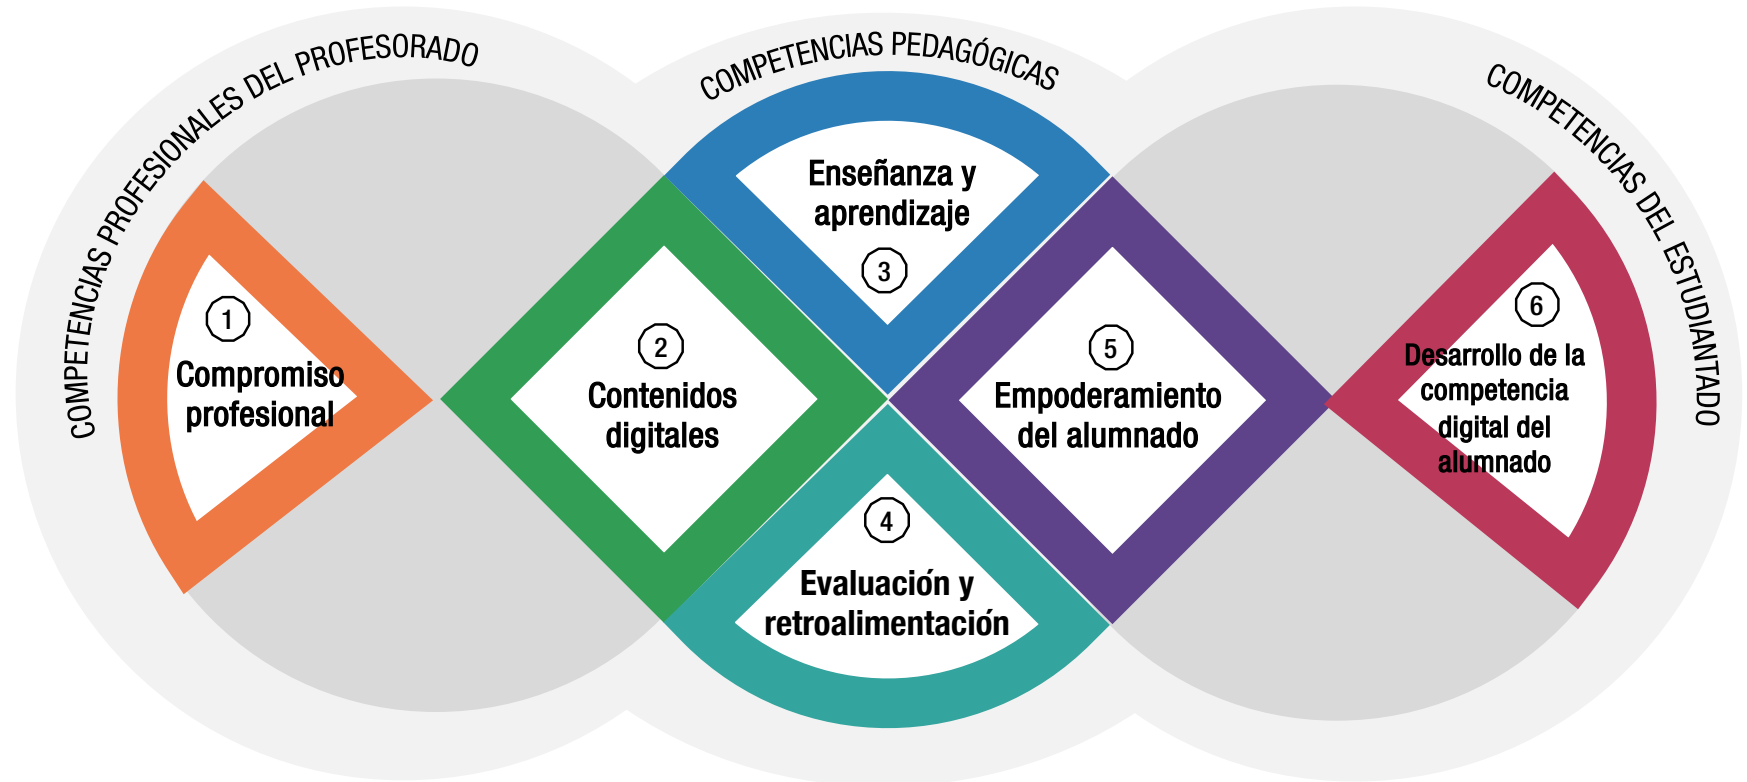 COMPETENCIAS PROFESIONALES DEL PROFESORADO
COMPETENCIAS PEDAGÓGICAS
COMPETENCIAS DEL ESTUDIANTADO
1
Compromiso
profesional
2
Contenidos
digitales
Enseñanza y
aprendizaje
3
4
Evaluación y
retroalimentación
5
Empoderamiento
del alumnado
6
Desarrollo de la
competencia
digital del
alumnado